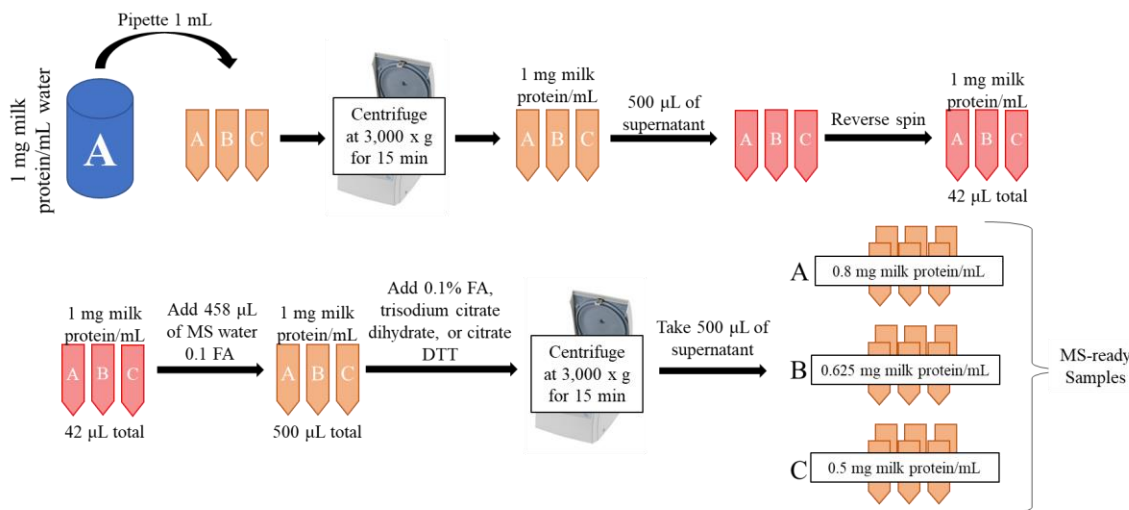 Pipette 1 mL
1 mg milk
protein/mL water
A
A B C
Centrifuge
at 3,000 x g
for 15 min
1 mg milk
protein/mL
A B C
500 μL of
supernatant
A B C
Reverse spin
1 mg milk
protein/mL
A B C
42 μL total
1 mg milk
protein/mL
A B C
42 μL total
Add 458 μL
of MS water
0.1 FA
1 mg milk
protein/mL
A B C
500 μL total
Add 0.1% FA,
trisodium citrate
dihydrate, or citrate
DTT
Centrifuge
at 3,000 x g
for 15 min
Take 500 μL of
supernatant
A
0.8 mg milk protein/mL
B
0.625 mg milk protein/mL
C
0.5 mg milk protein/mL
MS-ready
Samples